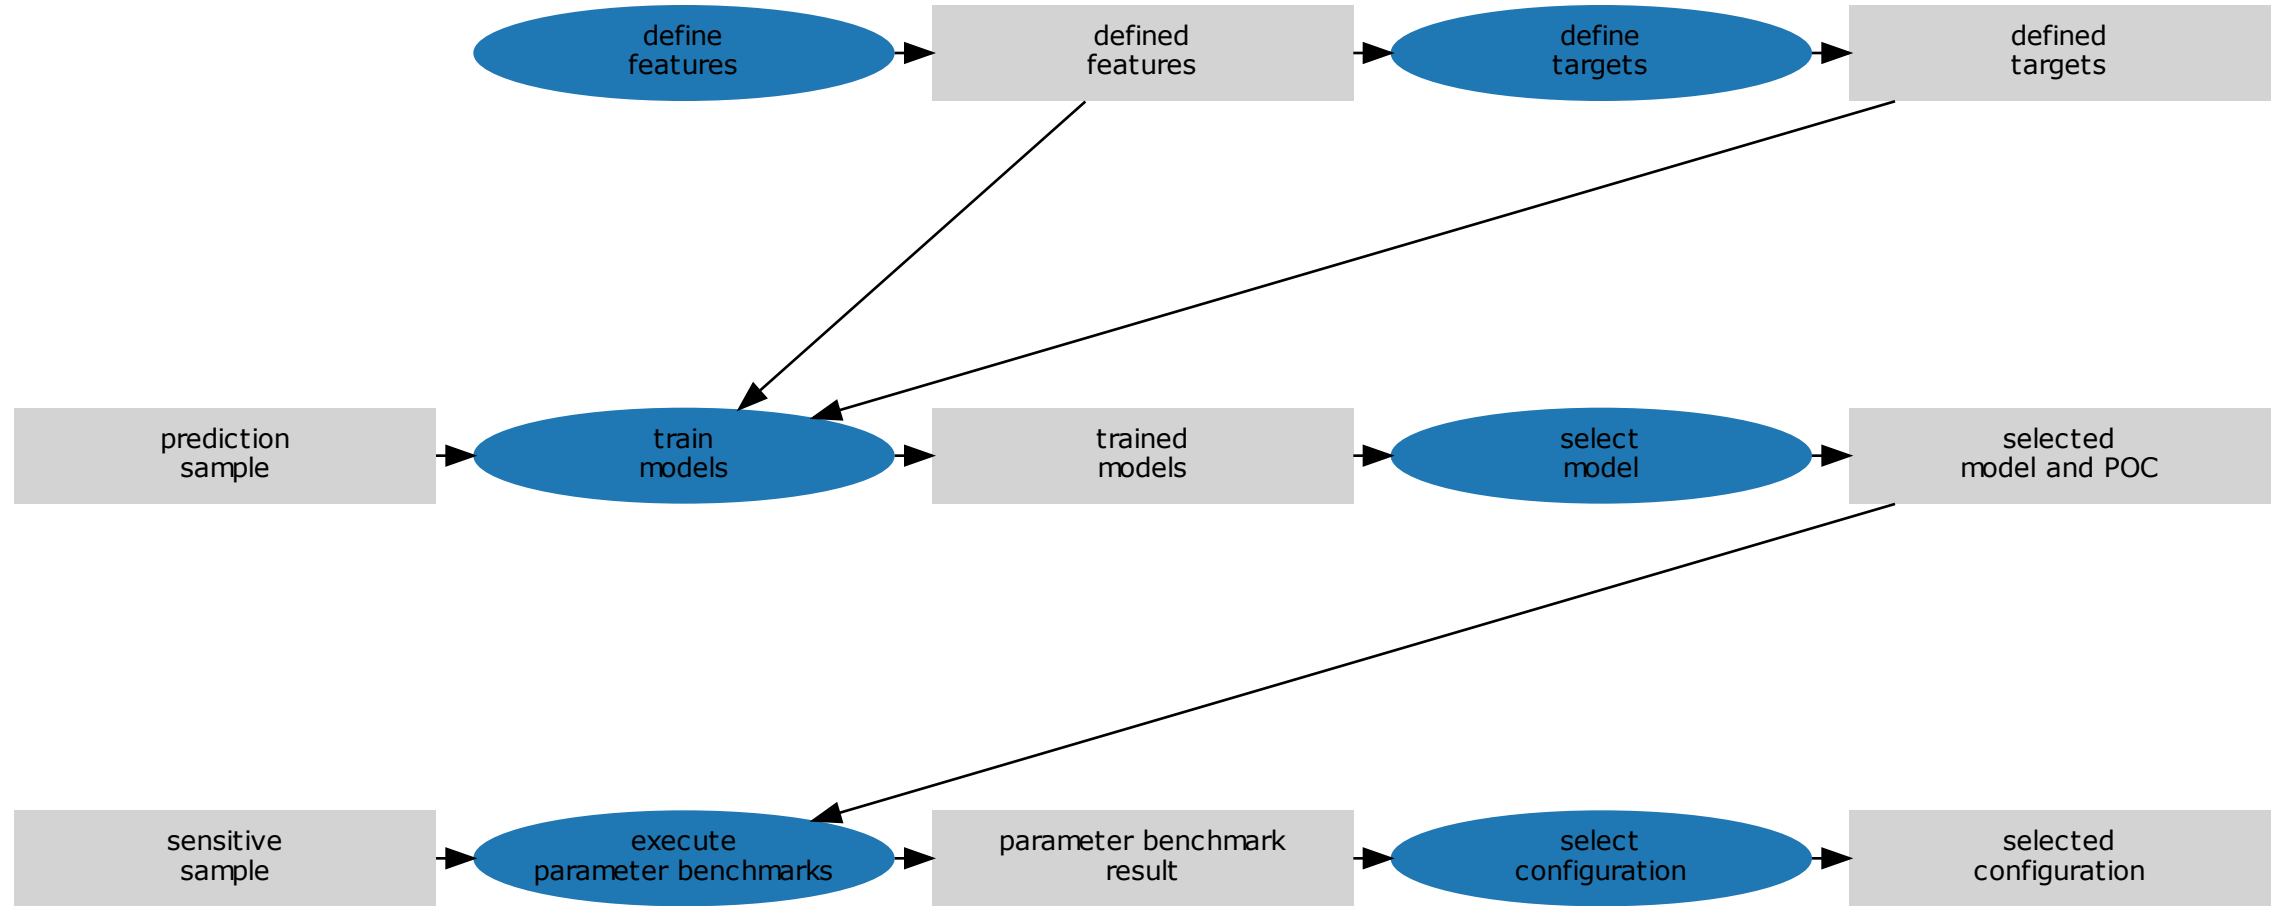 define
features
defined
features
define
targets
defined
targets
prediction
sample
train
models
trained
models
select
model
selected
model and POC
sensitive
sample
execute
parameter benchmarks
parameter benchmark
result
select
configuration
selected
configuration